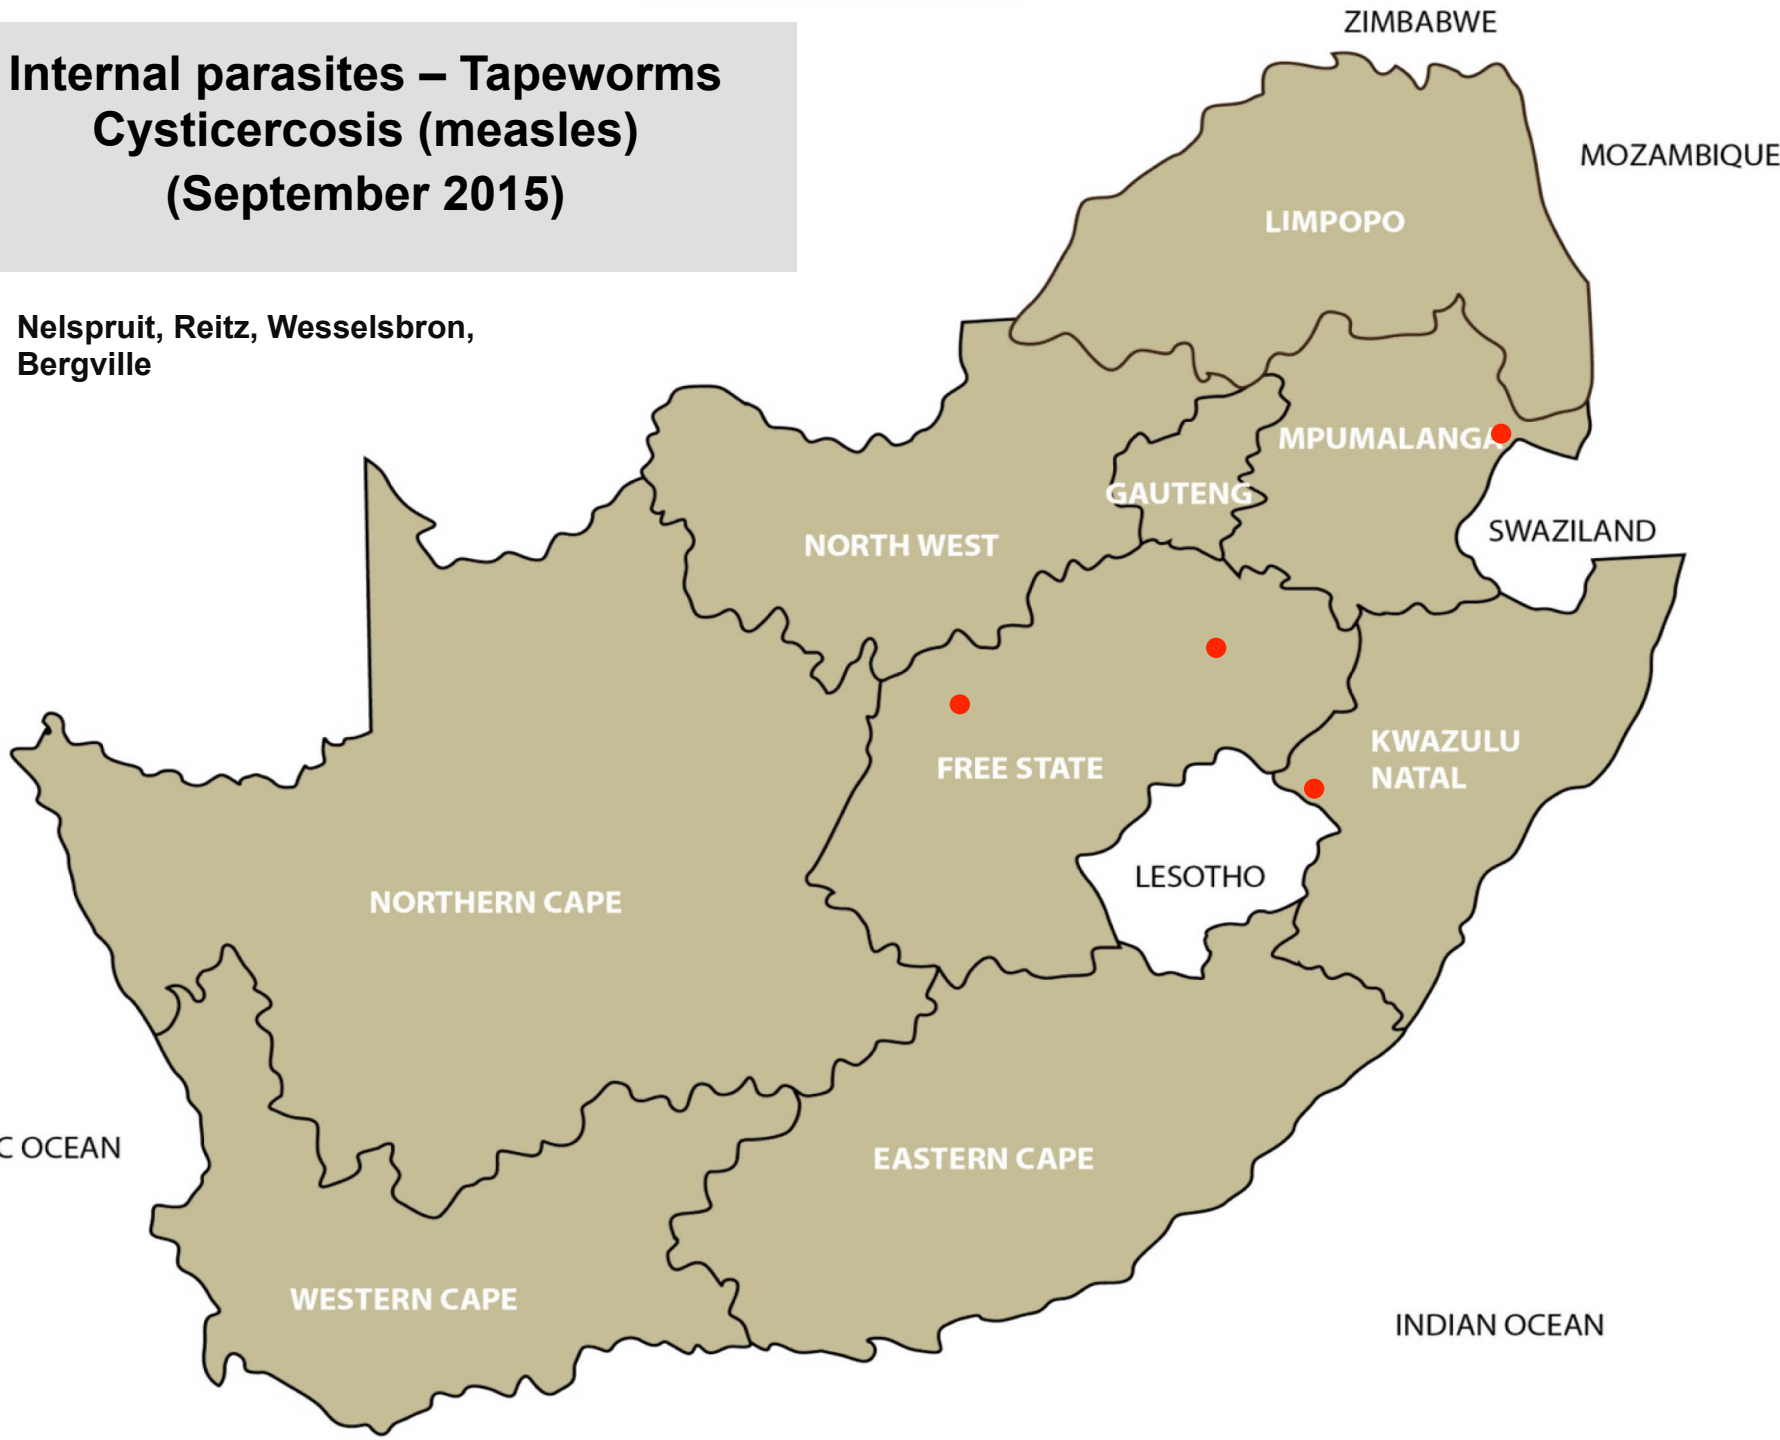 Internal parasites – Tapeworms
Cysticercosis (measles)
(September 2015)
Nelspruit, Reitz, Wesselsbron,
Bergville
ZIMBABWE
MOZAMBIQUE
LIMPOPO
MPUMALANGA
GAUTENG
NORTH WEST
SWAZILAND
KWAZULU
NATAL
FREE STATE
LESOTHO
NORTHERN CAPE
C OCEAN
EASTERN CAPE
WESTERN CAPE
INDIAN OCEAN